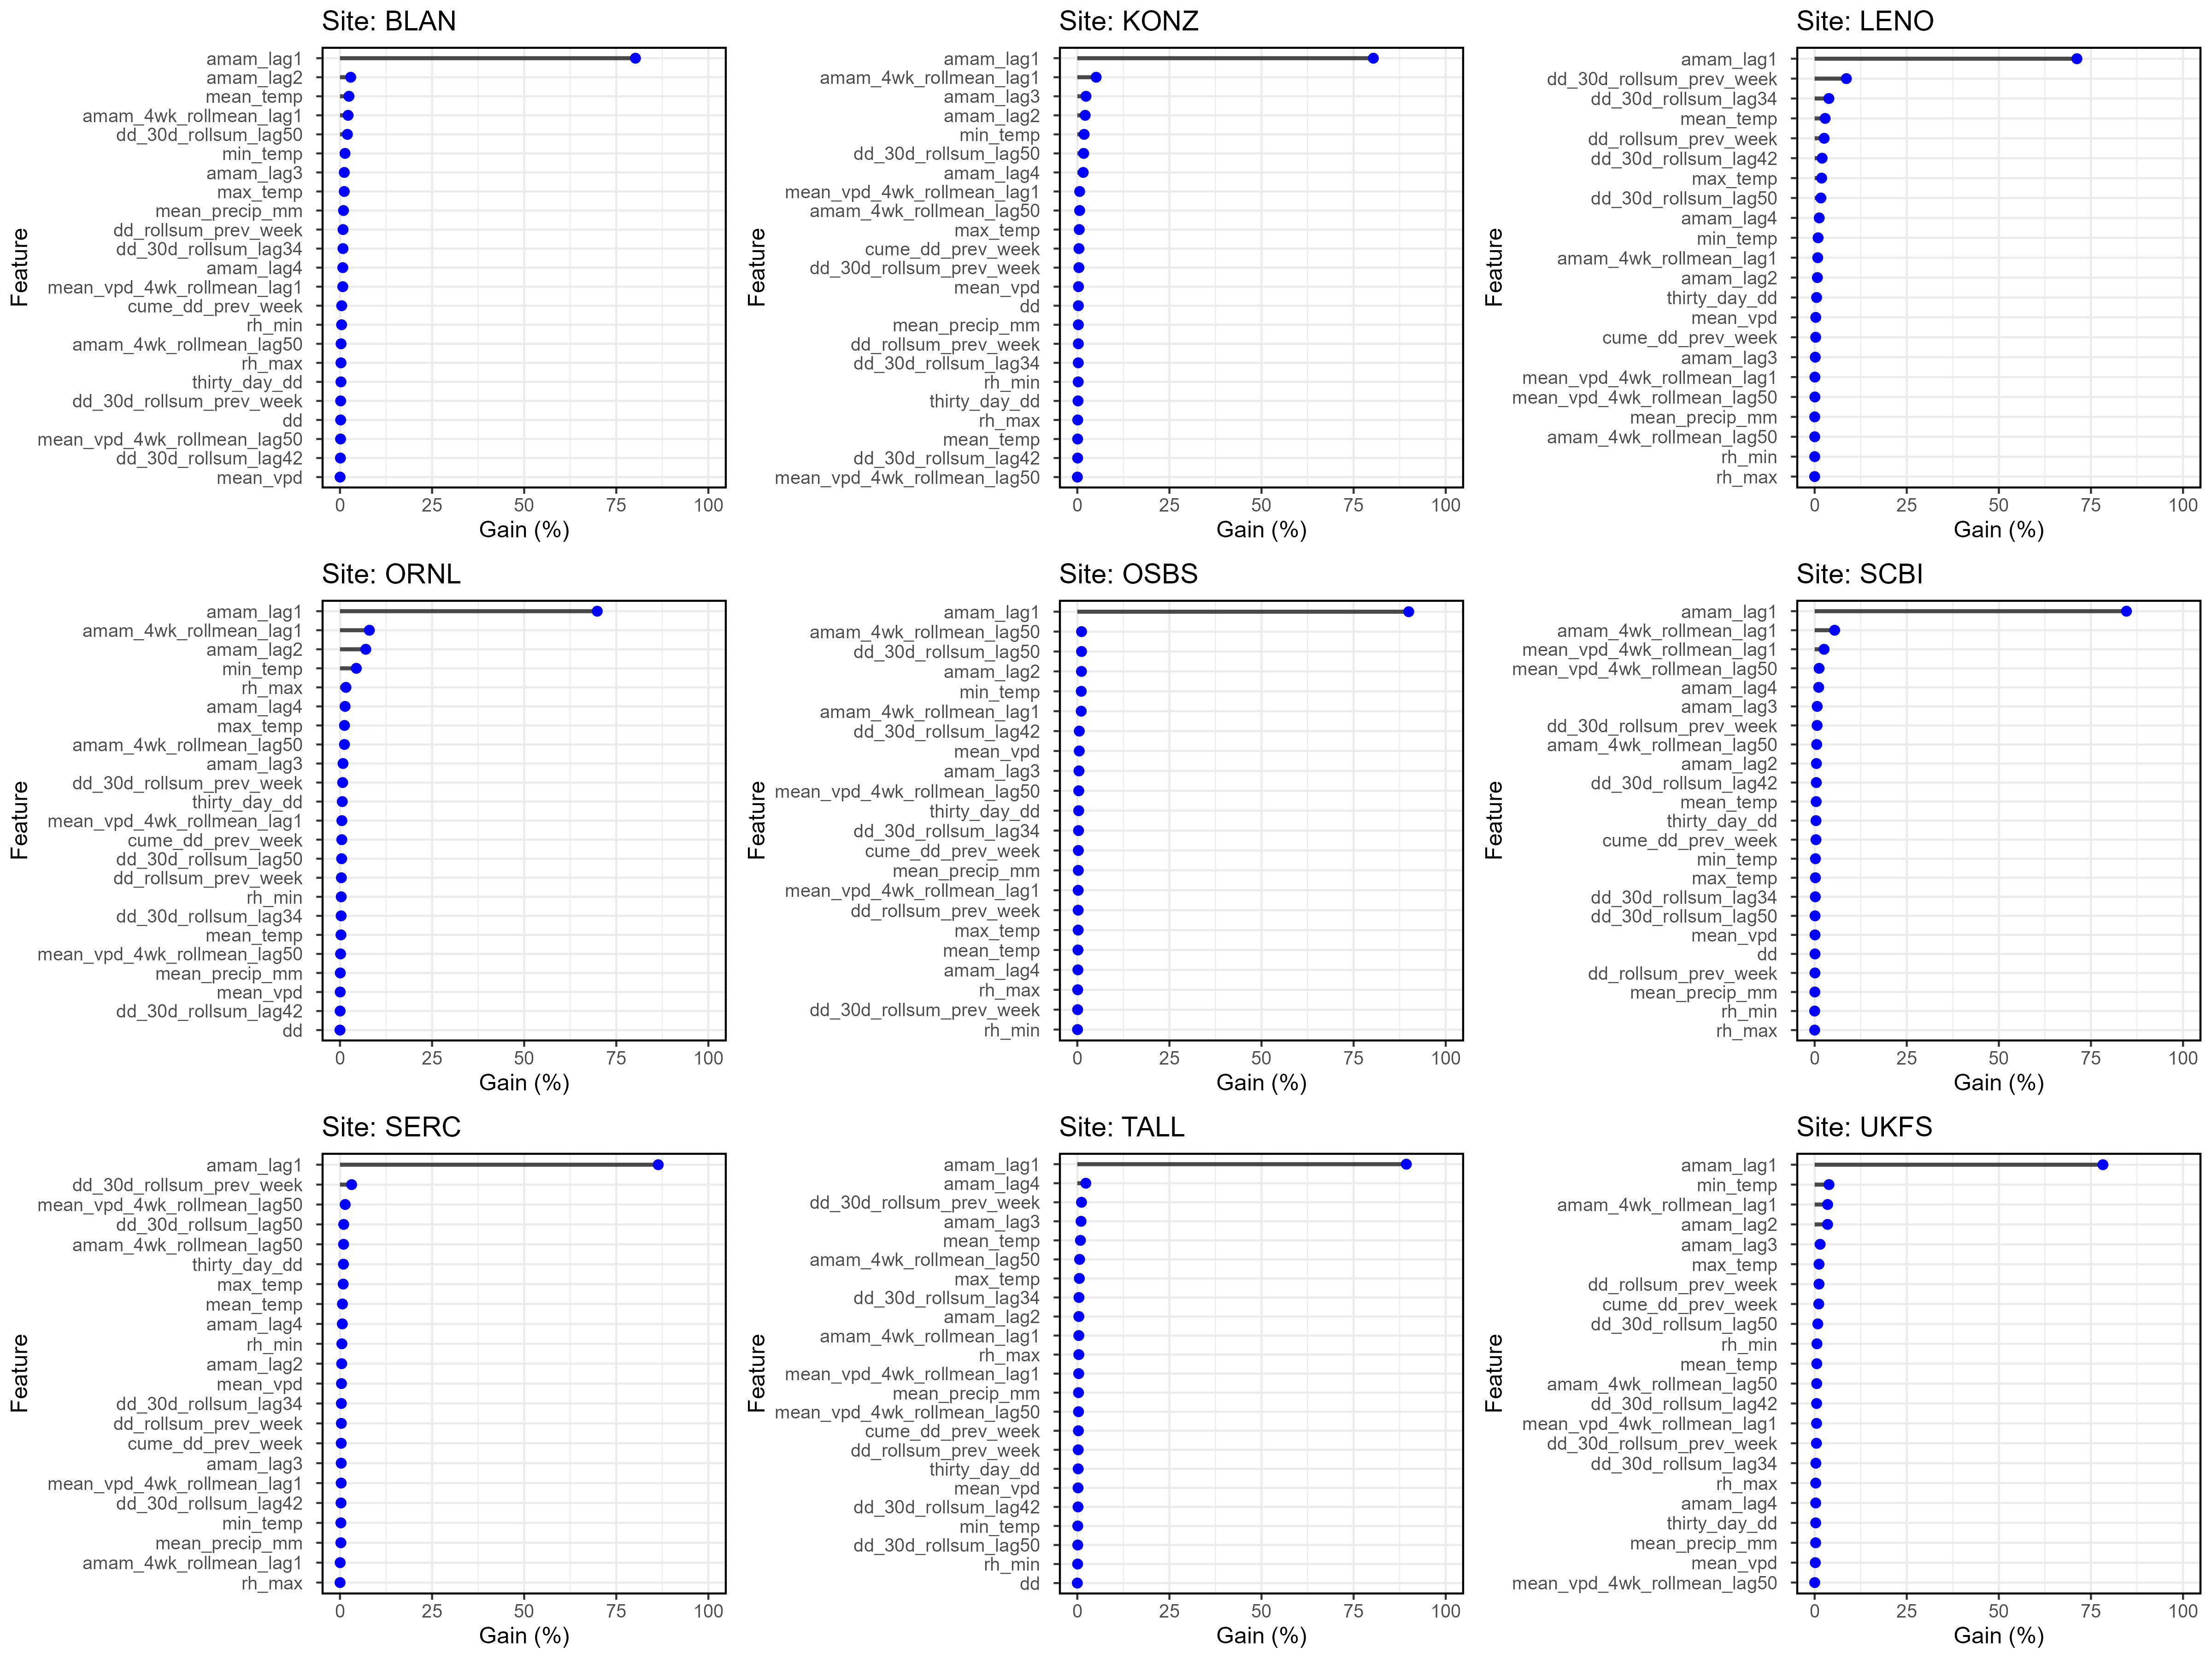 Site: BLAN
Feature
amam_lag1
amam_lag2
mean_temp
amam_4wk_rollmean_lag1
dd_30d_rollsum_lag50
min_temp
amam_lag3
max_temp
mean_precip_mm
dd_rollsum_prev_week
dd_30d_rollsum_lag34
amam_lag4
mean_vpd_4wk_rollmean_lag1
cume_dd_prev_week
rh_min
amam_4wk_rollmean_lag50
rh_max
thirty_day_dd
dd_30d_rollsum_prev_week
dd
mean_vpd_4wk_rollmean_lag50
dd_30d_rollsum_lag42
mean_vpd
0 25 50 75 100
Gain (%)
Site: KONZ
Feature
amam_lag1
amam_4wk_rollmean_lag1
amam_lag3
amam_lag2
min_temp
dd_30d_rollsum_lag50
amam_lag4
mean_vpd_4wk_rollmean_lag1
amam_4wk_rollmean_lag50
max_temp
cume_dd_prev_week
dd_30d_rollsum_prev_week
mean_vpd
dd
mean_precip_mm
dd_rollsum_prev_week
dd_30d_rollsum_lag34
rh_min
thirty_day_dd
rh_max
mean_temp
dd_30d_rollsum_lag42
mean_vpd_4wk_rollmean_lag50
0 25 50 75 100
Gain (%)
Site: LENO
Feature
amam_lag1
dd_30d_rollsum_prev_week
dd_30d_rollsum_lag34
mean_temp
dd_rollsum_prev_week
dd_30d_rollsum_lag42
max_temp
dd_30d_rollsum_lag50
amam_lag4
min_temp
amam_4wk_rollmean_lag1
amam_lag2
thirty_day_dd
mean_vpd
cume_dd_prev_week
amam_lag3
mean_vpd_4wk_rollmean_lag1
mean_vpd_4wk_rollmean_lag50
mean_precip_mm
amam_4wk_rollmean_lag50
rh_min
rh_max
0 25 50 75 100
Gain (%)
Site: ORNL
Feature
amam_lag1
amam_4wk_rollmean_lag1
amam_lag2
min_temp
rh_max
amam_lag4
max_temp
amam_4wk_rollmean_lag50
amam_lag3
dd_30d_rollsum_prev_week
thirty_day_dd
mean_vpd_4wk_rollmean_lag1
cume_dd_prev_week
dd_30d_rollsum_lag50
dd_rollsum_prev_week
rh_min
dd_30d_rollsum_lag34
mean_temp
mean_vpd_4wk_rollmean_lag50
mean_precip_mm
mean_vpd
dd_30d_rollsum_lag42
dd
0 25 50 75 100
Gain (%)
Site: OSBS
Feature
amam_lag1
amam_4wk_rollmean_lag50
dd_30d_rollsum_lag50
amam_lag2
min_temp
amam_4wk_rollmean_lag1
dd_30d_rollsum_lag42
mean_vpd
amam_lag3
mean_vpd_4wk_rollmean_lag50
thirty_day_dd
dd_30d_rollsum_lag34
cume_dd_prev_week
mean_precip_mm
mean_vpd_4wk_rollmean_lag1
dd_rollsum_prev_week
max_temp
mean_temp
amam_lag4
rh_max
dd_30d_rollsum_prev_week
rh_min
0 25 50 75 100
Gain (%)
Site: SCBI
Feature
amam_lag1
amam_4wk_rollmean_lag1
mean_vpd_4wk_rollmean_lag1
mean_vpd_4wk_rollmean_lag50
amam_lag4
amam_lag3
dd_30d_rollsum_prev_week
amam_4wk_rollmean_lag50
amam_lag2
dd_30d_rollsum_lag42
mean_temp
thirty_day_dd
cume_dd_prev_week
min_temp
max_temp
dd_30d_rollsum_lag34
dd_30d_rollsum_lag50
mean_vpd
dd
dd_rollsum_prev_week
mean_precip_mm
rh_min
rh_max
0 25 50 75 100
Gain (%)
Site: SERC
Feature
amam_lag1
dd_30d_rollsum_prev_week
mean_vpd_4wk_rollmean_lag50
dd_30d_rollsum_lag50
amam_4wk_rollmean_lag50
thirty_day_dd
max_temp
mean_temp
amam_lag4
rh_min
amam_lag2
mean_vpd
dd_30d_rollsum_lag34
dd_rollsum_prev_week
cume_dd_prev_week
amam_lag3
mean_vpd_4wk_rollmean_lag1
dd_30d_rollsum_lag42
min_temp
mean_precip_mm
amam_4wk_rollmean_lag1
rh_max
0 25 50 75 100
Gain (%)
Site: TALL
Feature
amam_lag1
amam_lag4
dd_30d_rollsum_prev_week
amam_lag3
mean_temp
amam_4wk_rollmean_lag50
max_temp
dd_30d_rollsum_lag34
amam_lag2
amam_4wk_rollmean_lag1
rh_max
mean_vpd_4wk_rollmean_lag1
mean_precip_mm
mean_vpd_4wk_rollmean_lag50
cume_dd_prev_week
dd_rollsum_prev_week
thirty_day_dd
mean_vpd
dd_30d_rollsum_lag42
min_temp
dd_30d_rollsum_lag50
rh_min
dd
0 25 50 75 100
Gain (%)
Site: UKFS
Feature
amam_lag1
min_temp
amam_4wk_rollmean_lag1
amam_lag2
amam_lag3
max_temp
dd_rollsum_prev_week
cume_dd_prev_week
dd_30d_rollsum_lag50
rh_min
mean_temp
amam_4wk_rollmean_lag50
dd_30d_rollsum_lag42
mean_vpd_4wk_rollmean_lag1
dd_30d_rollsum_prev_week
dd_30d_rollsum_lag34
rh_max
amam_lag4
thirty_day_dd
mean_precip_mm
mean_vpd
mean_vpd_4wk_rollmean_lag50
0 25 50 75 100
Gain (%)